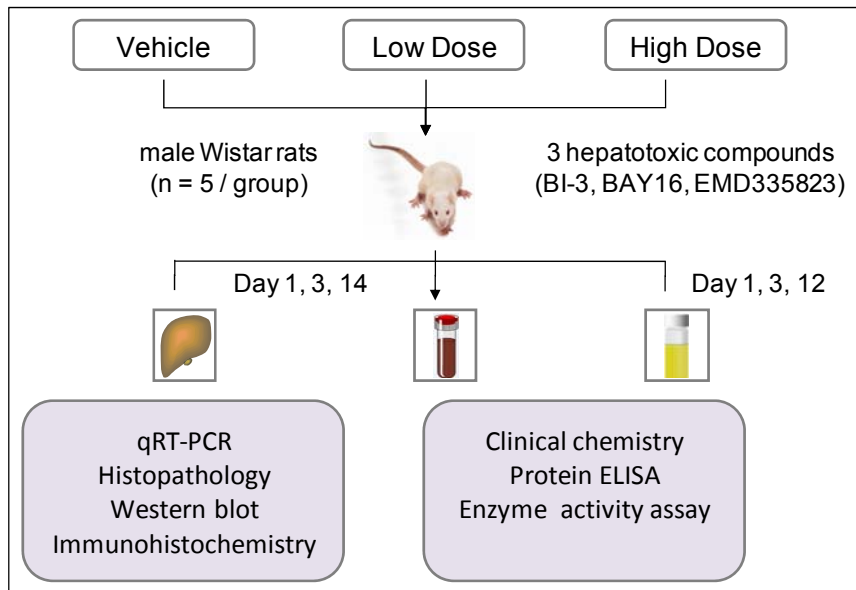 Vehicle
Low Dose
High Dose
male Wistar rats
(n = 5 / group)
3 hepatotoxic compounds
(BI-3, BAY16, EMD335823)
Day 1, 3, 14
Day 1, 3, 12
qRT-PCR
Histopathology
Western blot
Immunohistochemistry
Clinical chemistry
Protein ELISA
Enzyme activity assay